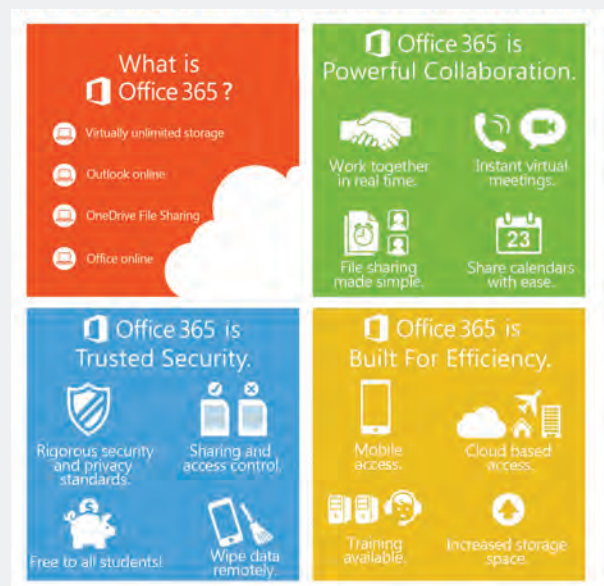 What is
Office 365?
Virtually unlimited storage
Outlook online
OneDrive File Sharing
Office online
Office 365 is
Powerful Collaboration.
Work together
in real time.
Instant virtual
meetings.
File sharing
made simple.
23
Share calendars
with ease.
Office 365 is
Trusted Security.
Rigorous security
and privacy
standards.
Sharing and
access control.
$
Free to all students!
Wipe data
remotely.
Office 365 is
Built For Efficiency.
Mobile
access.
Cloud based
access.
Training
available.
Increased storage
space.